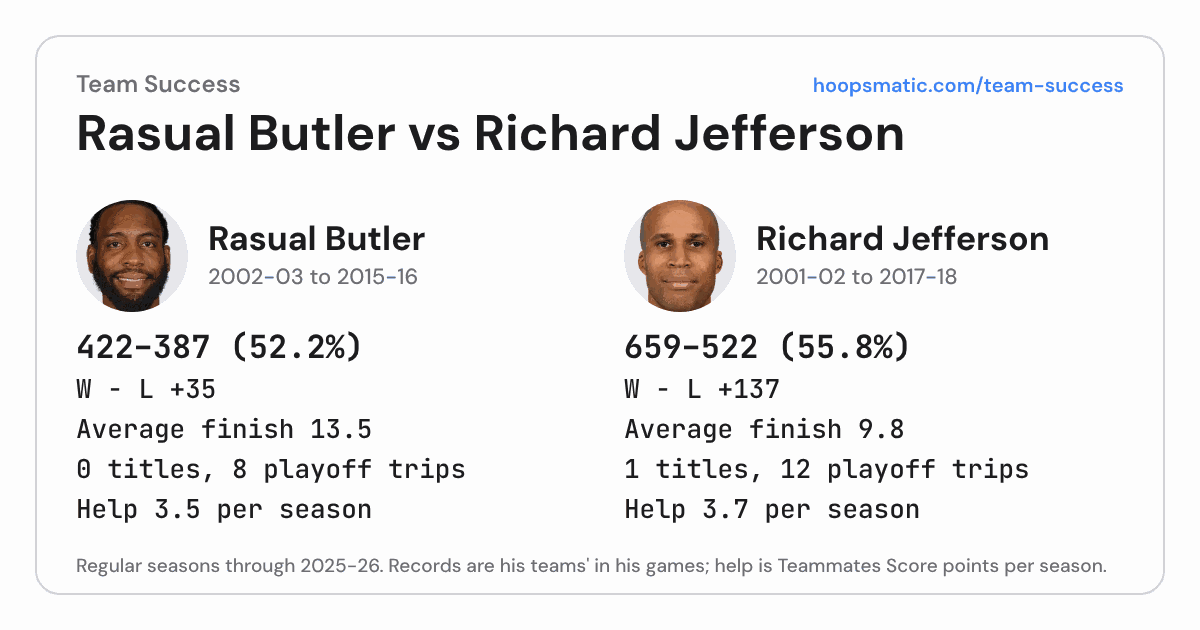 Team Success
hoopsmatic.com/team-success
Rasual Butler vs Richard Jefferson
Rasual Butler
2002-03 to 2015-16
422-387 (52.2%)
W - L +35
Average finish 13.5
0 titles, 8 playoff trips
Help 3.5 per season
Richard Jefferson
2001-02 to 2017-18
659-522 (55.8%)
W - L +137
Average finish 9.8
1 titles, 12 playoff trips
Help 3.7 per season
Regular seasons through 2025-26. Records are his teams' in his games; help is Teammates Score points per season.